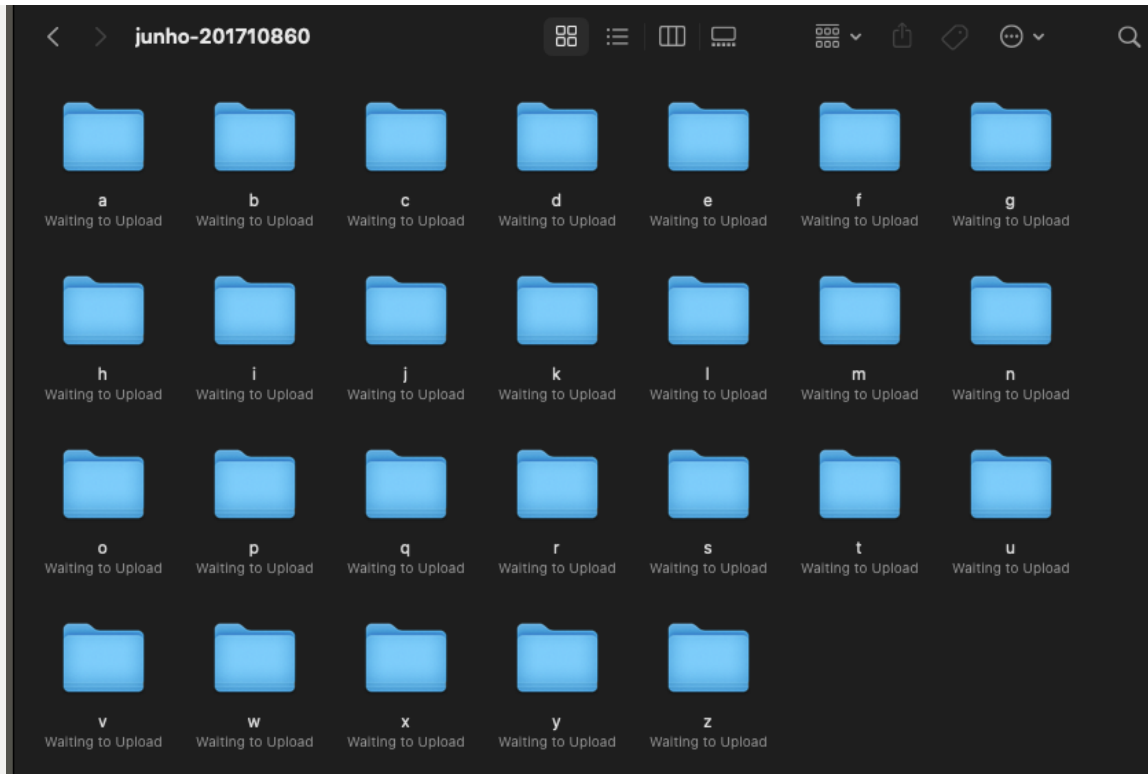 junho-201710860
a b c d e f g
Waiting to Upload Waiting to Upload Waiting to Upload Waiting to Upload Waiting to Upload Waiting to Upload Waiting to Upload
h i j k l m n
Waiting to Upload Waiting to Upload Waiting to Upload Waiting to Upload Waiting to Upload Waiting to Upload Waiting to Upload
o p q r s t u
Waiting to Upload Waiting to Upload Waiting to Upload Waiting to Upload Waiting to Upload Waiting to Upload Waiting to Upload
v w x y z
Waiting to Upload Waiting to Upload Waiting to Upload Waiting to Upload Waiting to Upload